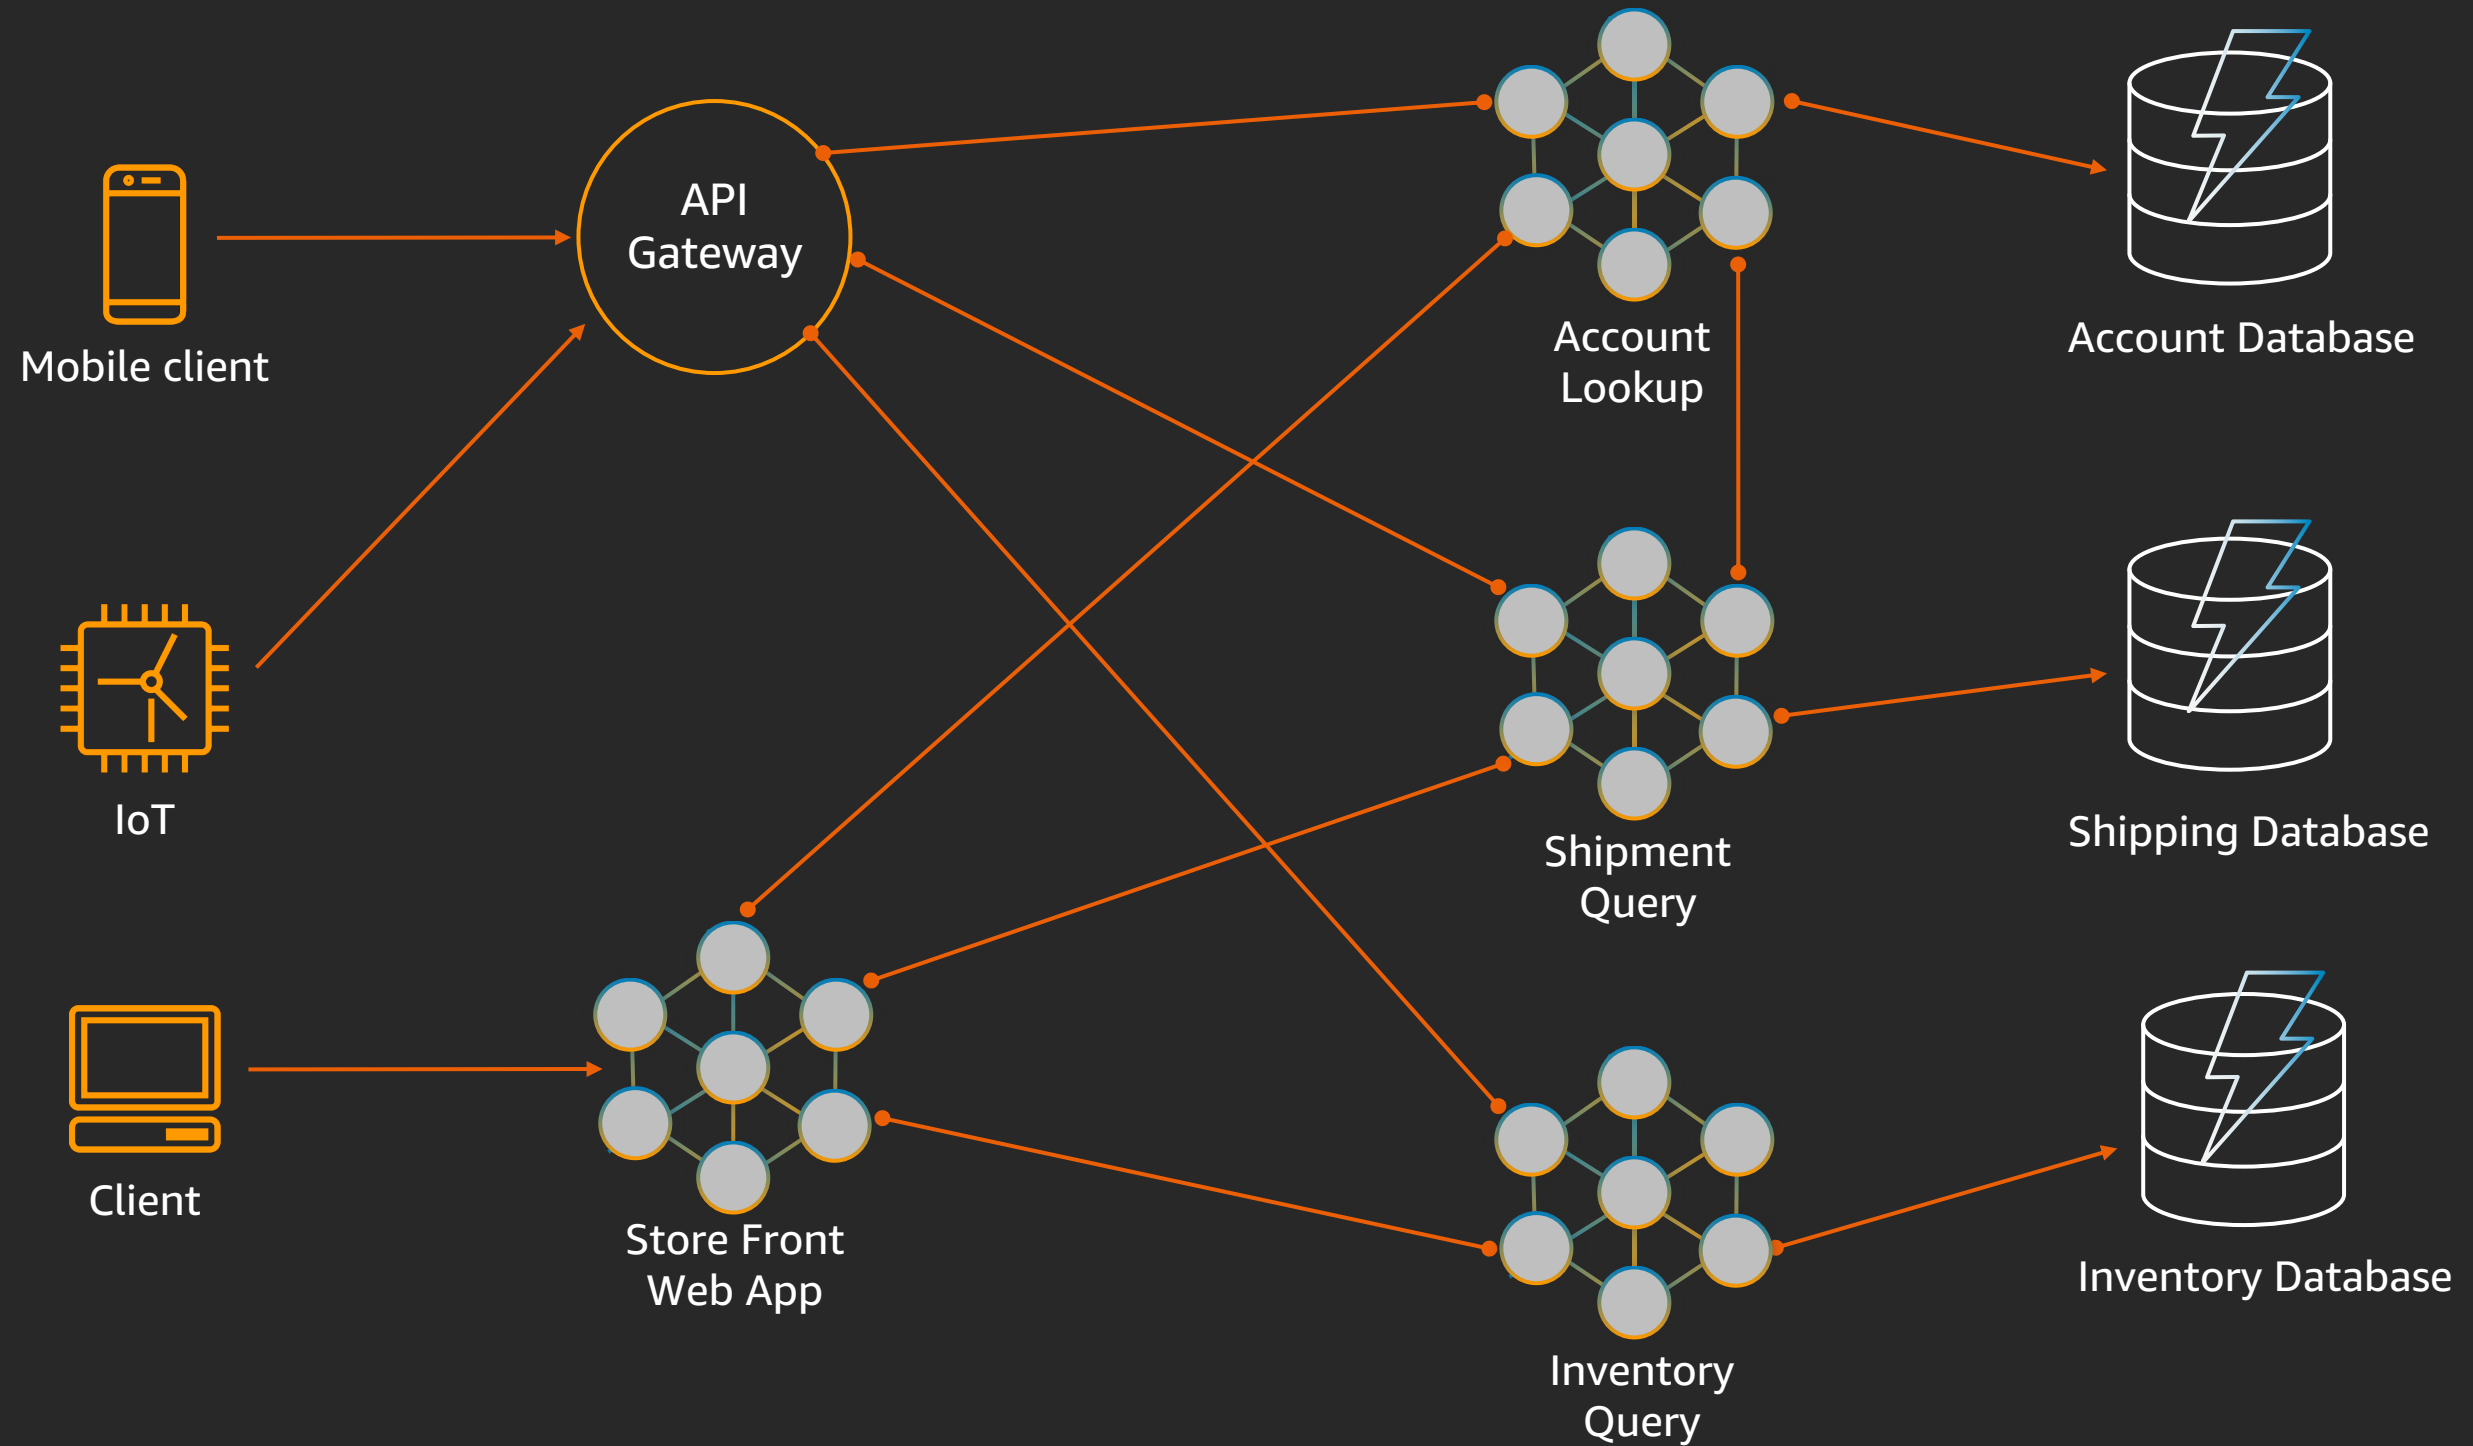 API
Gateway
Mobile client
Account
Lookup
Account Database
IoT
Shipment
Query
Shipping Database
Client
Store Front
Web App
Inventory
Query
Inventory Database